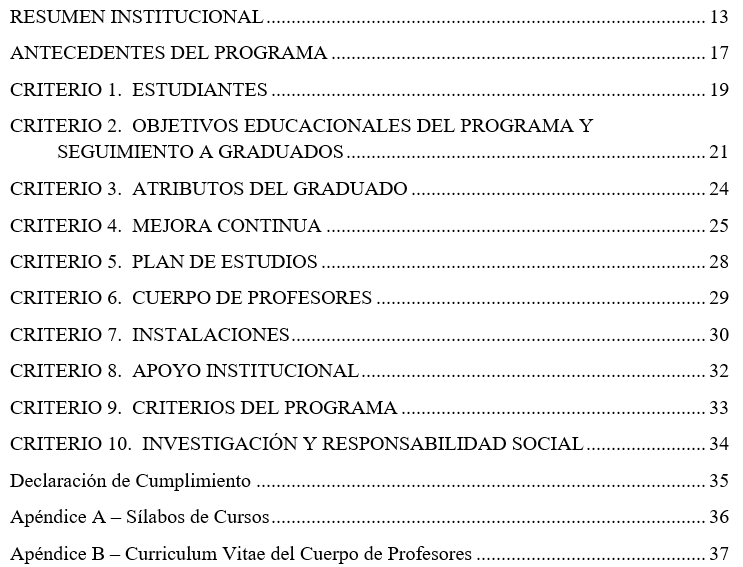 RESUMEN INSTITUCIONAL ........ 13
ANTECEDENTES DEL PROGRAMA ........ 17
CRITERIO 1. ESTUDIANTES ........ 19
CRITERIO 2. OBJETIVOS EDUCACIONALES DEL PROGRAMA Y
SEGUIMIENTO A GRADUADOS ........ 21
CRITERIO 3. ATRIBUTOS DEL GRADUADO ........ 24
CRITERIO 4. MEJORA CONTINUA ........ 25
CRITERIO 5. PLAN DE ESTUDIOS ........ 28
CRITERIO 6. CUERPO DE PROFESORES ........ 29
CRITERIO 7. INSTALACIONES ........ 30
CRITERIO 8. APOYO INSTITUCIONAL ........ 32
CRITERIO 9. CRITERIOS DEL PROGRAMA ........ 33
CRITERIO 10. INVESTIGACIÓN Y RESPONSABILIDAD SOCIAL ........ 34
Declaración de Cumplimiento ........ 35
Apéndice A – Sílabos de Cursos ........ 36
Apéndice B – Curriculum Vitae del Cuerpo de Profesores ........ 37